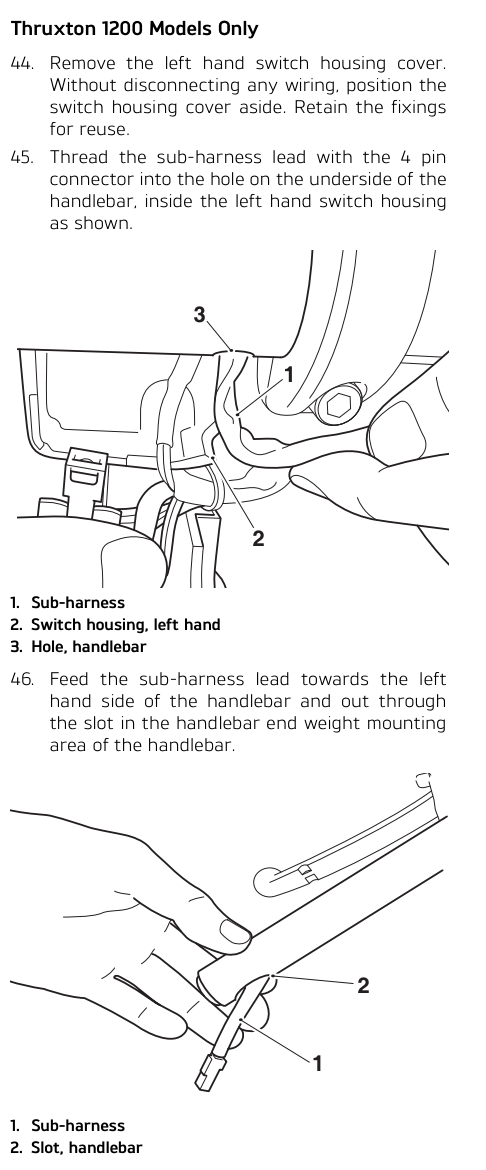 Thruxton 1200 Models Only
44. Remove the left hand switch housing cover.
Without disconnecting any wiring, position the
switch housing cover aside. Retain the fixings
for reuse.
45. Thread the sub-harness lead with the 4 pin
connector into the hole on the underside of the
handlebar, inside the left hand switch housing
as shown.
3
1
2
1. Sub-harness
2. Switch housing, left hand
3. Hole, handlebar
46. Feed the sub-harness lead towards the left
hand side of the handlebar and out through
the slot in the handlebar end weight mounting
area of the handlebar.
2
1
1. Sub-harness
2. Slot, handlebar